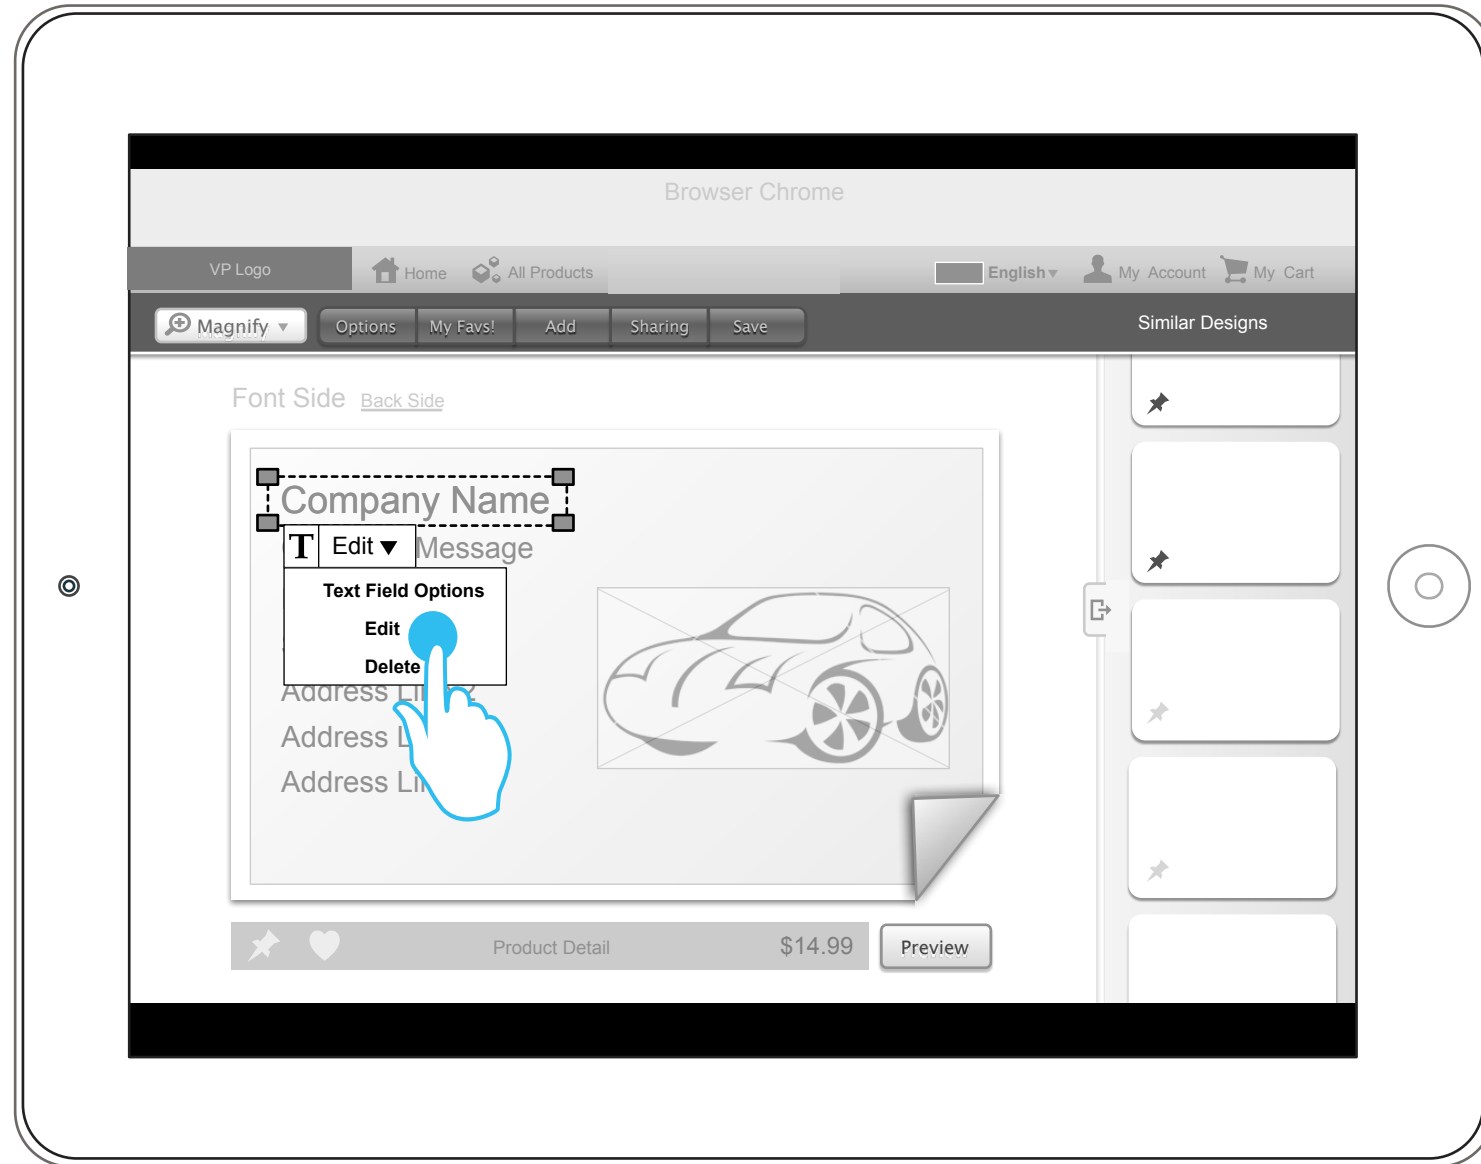 Browser Chrome
VP Logo Home All Products English My Account My Cart
Magnify Options My Favs! Add Sharing Save Similar Designs
Font Side Back Side
Company Name
T Edit Message
Text Field Options
Edit
Delete
Address
Address
Address
Product Detail $14.99 Preview